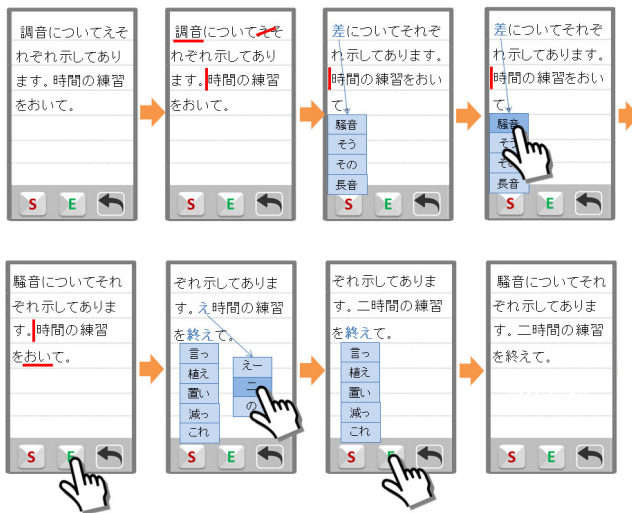 調音についてえそ
れぞれ示してあり
ます。時間の練習
をおいて。
S E
調音についてえそ
れぞれ示してあり
ます。時間の練習
をおいて。
S E
差についてそれぞ
れ示してあります。
時間の練習をおい
て。
騒音
そう
その
長音
S E
差についてそれぞ
れ示してあります。
時間の練習をおい
て。
騒音
そう
その
長音
S E
騒音についてそれ
ぞれ示してありま
す。時間の練習
をおいて。
S E
ぞれ示してありま
す。え時間の練習
を終えて。
言っ
植え
置い
減っ
これ
えー
二
の
S E
ぞれ示してありま
す。二時間の練習
を終えて。
言っ
植え
置い
減っ
これ
S E
騒音についてそれ
ぞれ示してありま
す。二時間の練習
を終えて。
S E